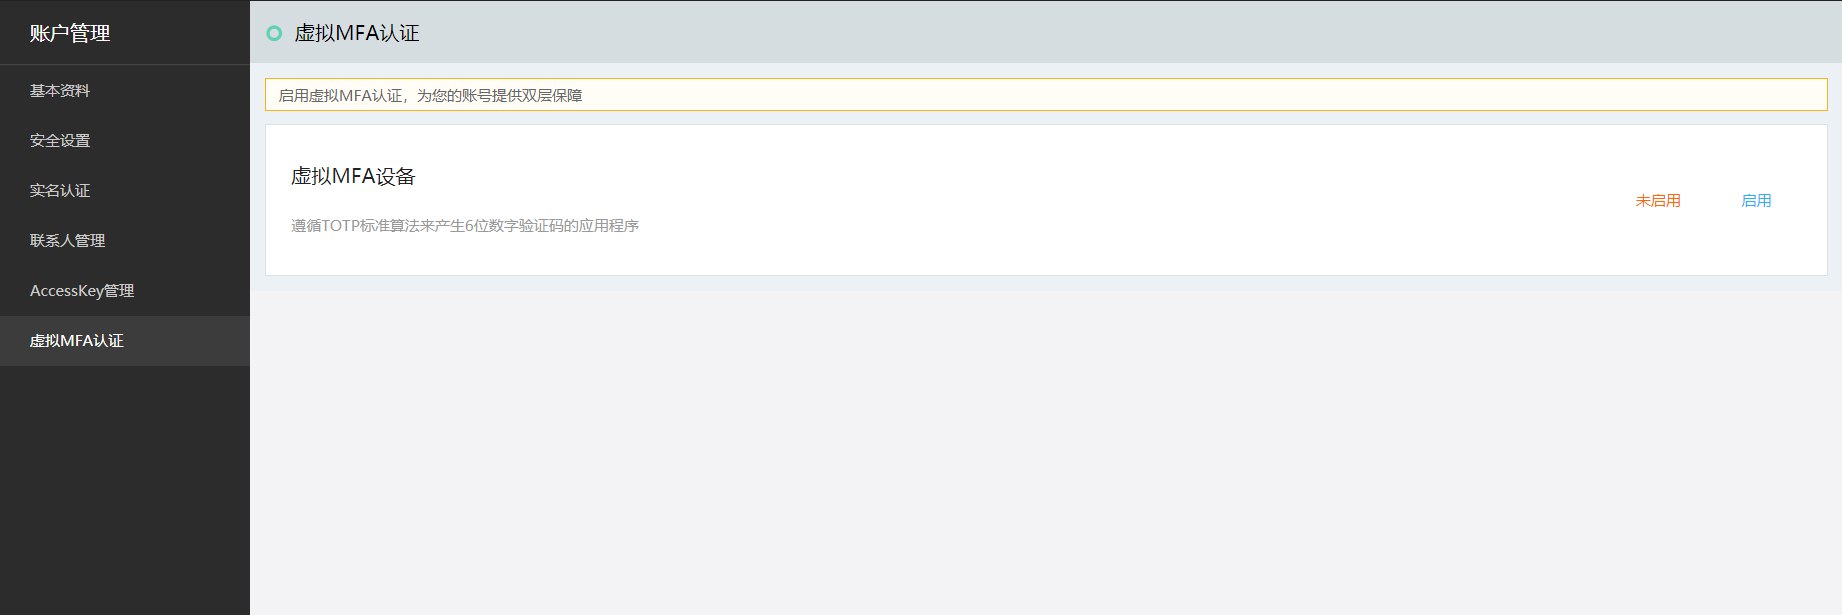 账户管理
基本资料
安全设置
实名认证
联系人管理
AccessKey管理
虚拟MFA认证
虚拟MFA认证
启用虚拟MFA认证，为您的账号提供双层保障
虚拟MFA设备
遵循TOTP标准算法来产生6位数字验证码的应用程序
未启用 启用